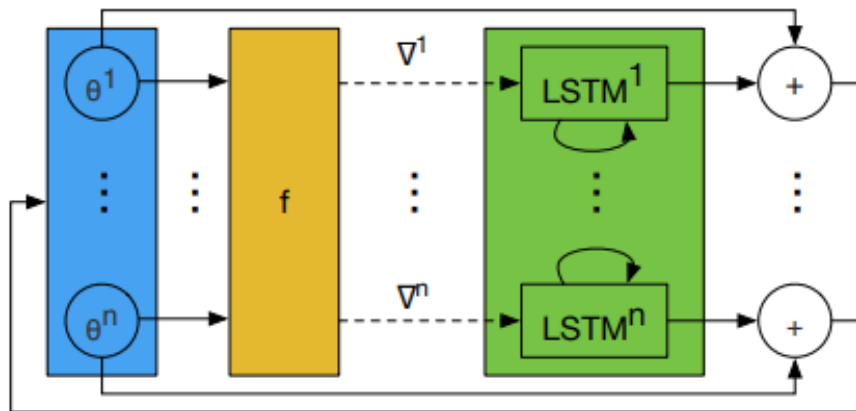 θ¹ ∇¹ LSTM¹ +
⋮ ⋮ f ⋮ ⋮ ⋮
θⁿ ∇ⁿ LSTMⁿ +